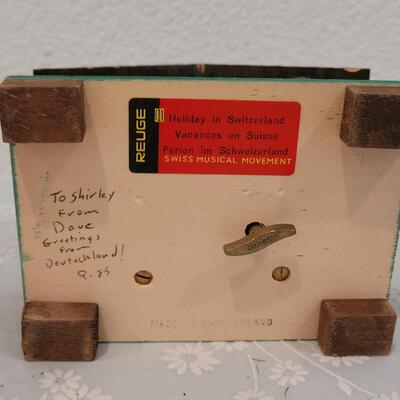 REUGE
Holiday in Switzerland
Vacances en Suisse
Ferien im Schweizerland
SWISS MUSICAL MOVEMENT
To Shirley
from
Dave
Greetings
from
Deutschland!
9-85
MADE IN SWITZERLAND